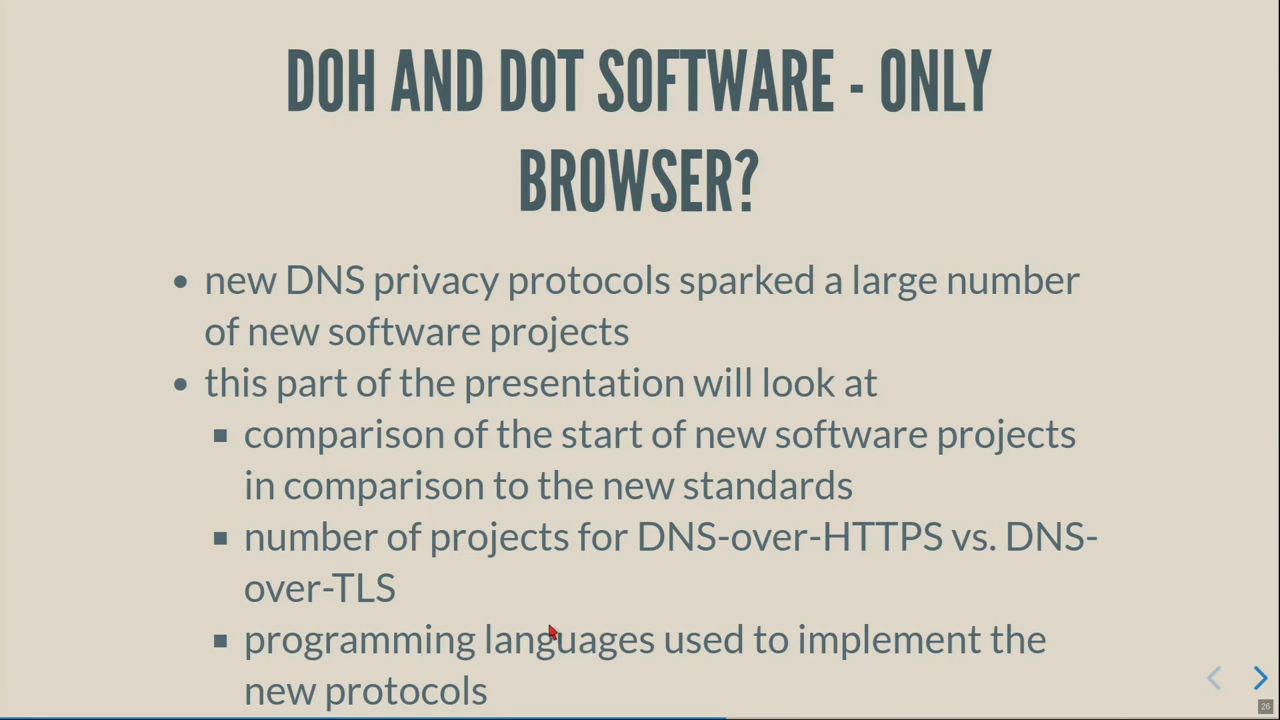 DOH AND DOT SOFTWARE - ONLY
BROWSER?
• new DNS privacy protocols sparked a large number
of new software projects
• this part of the presentation will look at
▪ comparison of the start of new software projects
in comparison to the new standards
▪ number of projects for DNS-over-HTTPS vs. DNS-
over-TLS
▪ programming languages used to implement the
new protocols
26